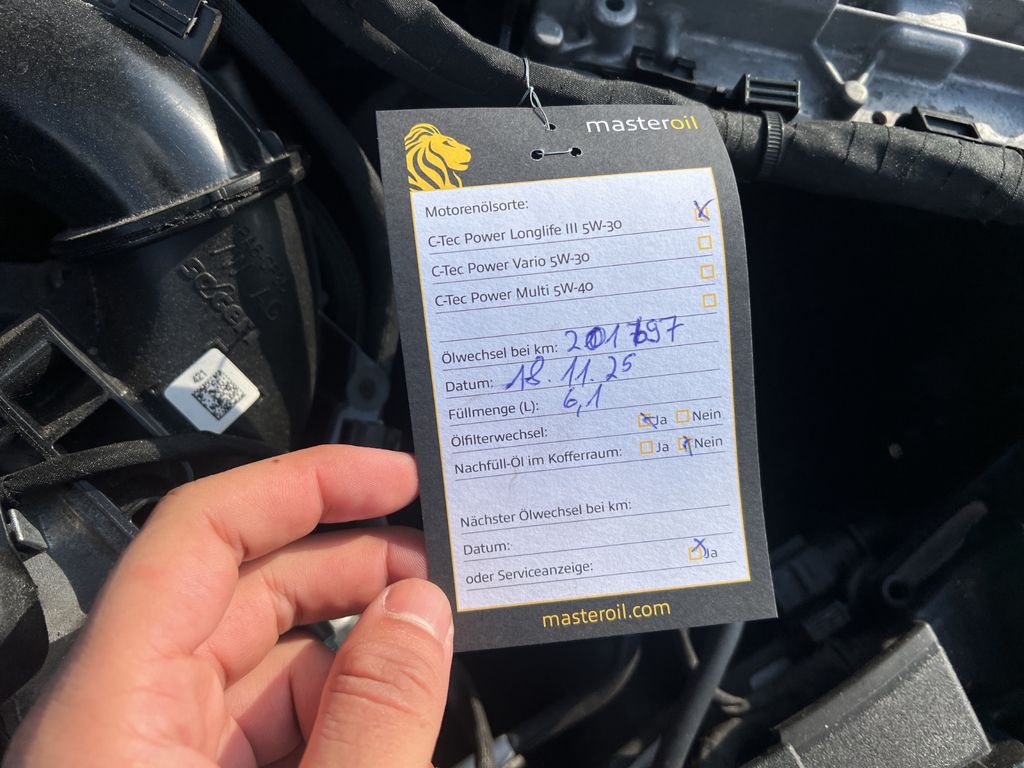 masteroil
Motorenölsorte:
C-Tec Power Longlife III 5W-30
C-Tec Power Vario 5W-30
C-Tec Power Multi 5W-40
Ölwechsel bei km: 201697
Datum: 18.11.25
Füllmenge (L): 6,1
Ölfilterwechsel: Ja Nein
Nachfüll-Öl im Kofferraum: Ja Nein
Nächster Ölwechsel bei km:
Datum:
oder Serviceanzeige: Ja
masteroil.com
421